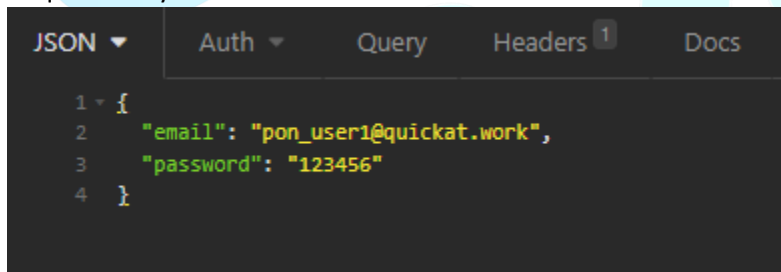 JSON Auth Query Headers 1 Docs
1 {
2 "email": "pon_user1@quickat.work",
3 "password": "123456"
4 }